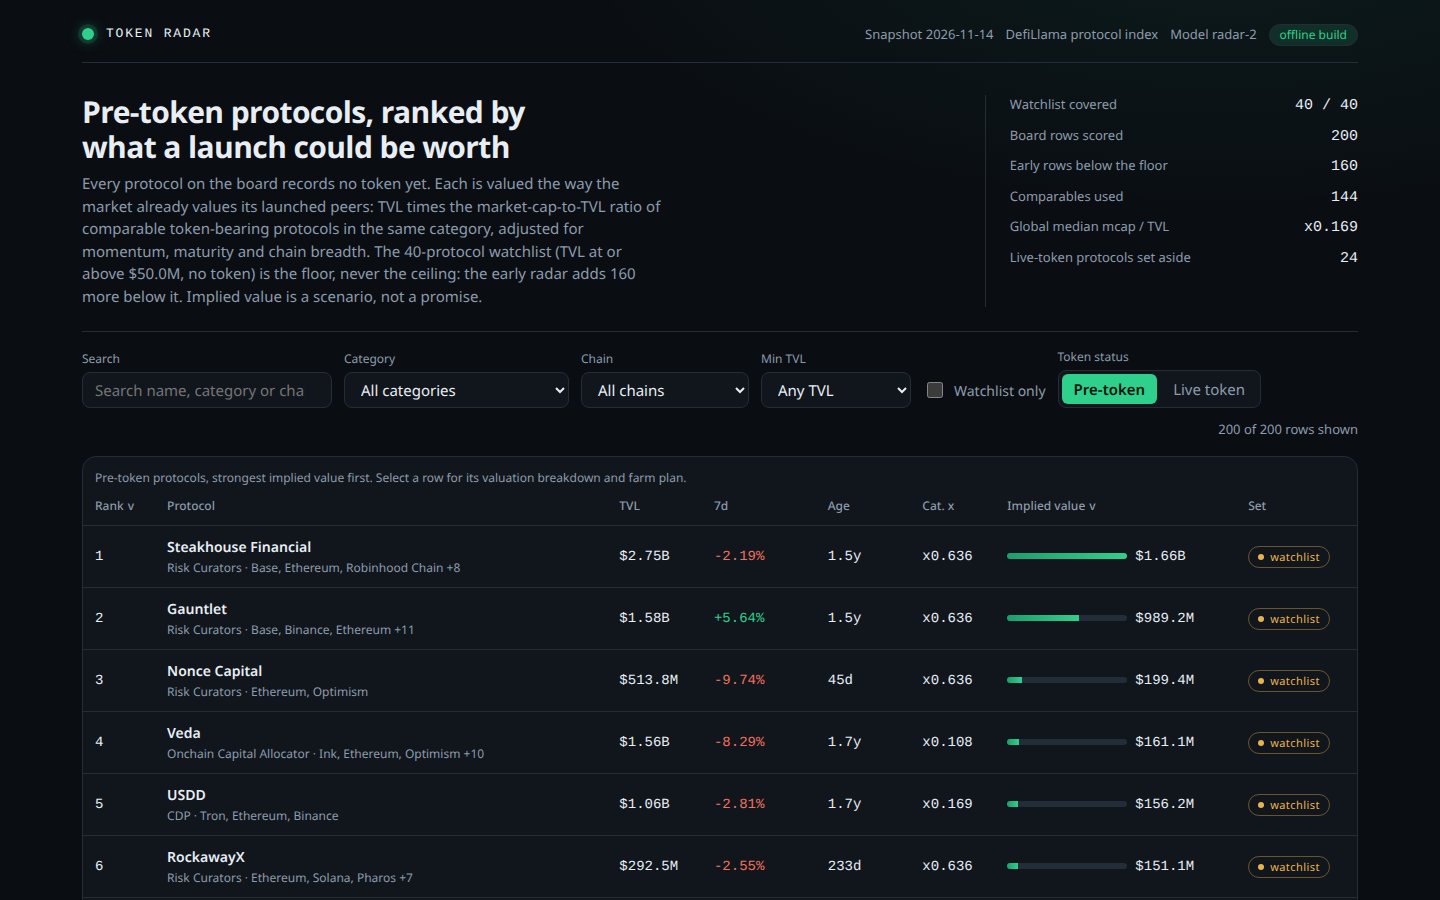 TOKEN RADAR
Snapshot 2026-11-14 DefiLlama protocol index Model radar-2 offline build
Pre-token protocols, ranked by
what a launch could be worth
Every protocol on the board records no token yet. Each is valued the way the
market already values its launched peers: TVL times the market-cap-to-TVL ratio of
comparable token-bearing protocols in the same category, adjusted for
momentum, maturity and chain breadth. The 40-protocol watchlist (TVL at or
above $50.0M, no token) is the floor, never the ceiling: the early radar adds 160
more below it. Implied value is a scenario, not a promise.
Watchlist covered 40 / 40
Board rows scored 200
Early rows below the floor 160
Comparables used 144
Global median mcap / TVL x0.169
Live-token protocols set aside 24
Search Category Chain Min TVL Token status
Search name, category or cha All categories All chains Any TVL Watchlist only Pre-token Live token
200 of 200 rows shown
Pre-token protocols, strongest implied value first. Select a row for its valuation breakdown and farm plan.
Rank v Protocol TVL 7d Age Cat. x Implied value v Set
1 Steakhouse Financial $2.75B -2.19% 1.5y x0.636 $1.66B watchlist
Risk Curators · Base, Ethereum, Robinhood Chain +8
2 Gauntlet $1.58B +5.64% 1.5y x0.636 $989.2M watchlist
Risk Curators · Base, Binance, Ethereum +11
3 Nonce Capital $513.8M -9.74% 45d x0.636 $199.4M watchlist
Risk Curators · Ethereum, Optimism
4 Veda $1.56B -8.29% 1.7y x0.108 $161.1M watchlist
Onchain Capital Allocator · Ink, Ethereum, Optimism +10
5 USDD $1.06B -2.81% 1.7y x0.169 $156.2M watchlist
CDP · Tron, Ethereum, Binance
6 RockawayX $292.5M -2.55% 233d x0.636 $151.1M watchlist
Risk Curators · Ethereum, Solana, Pharos +7